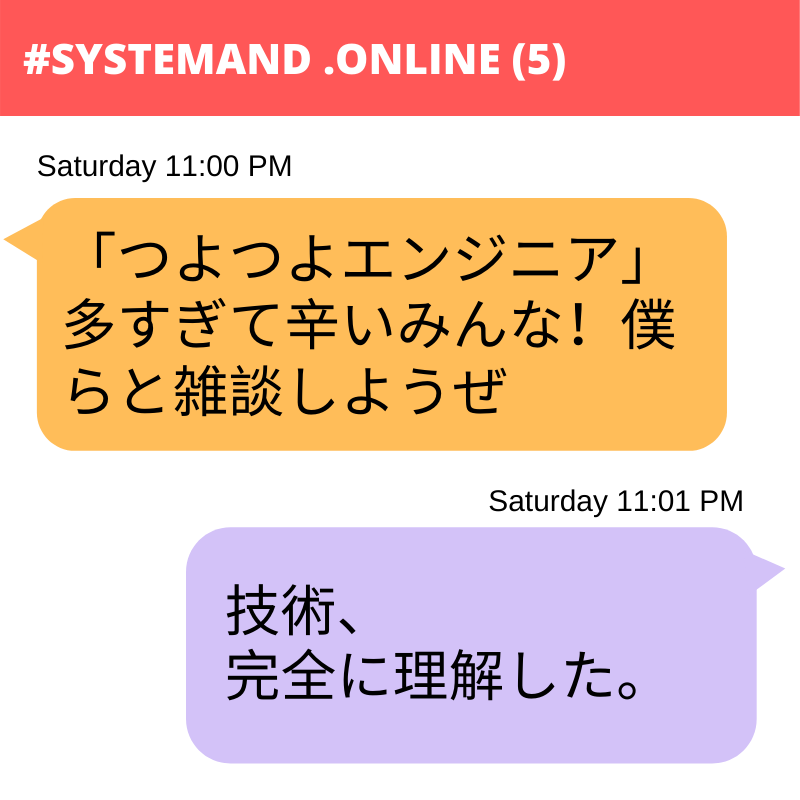 #SYSTEMAND .ONLINE (5)
Saturday 11:00 PM
「つよつよエンジニア」
多すぎて辛いみんな！僕
らと雑談しようぜ
Saturday 11:01 PM
技術、
完全に理解した。